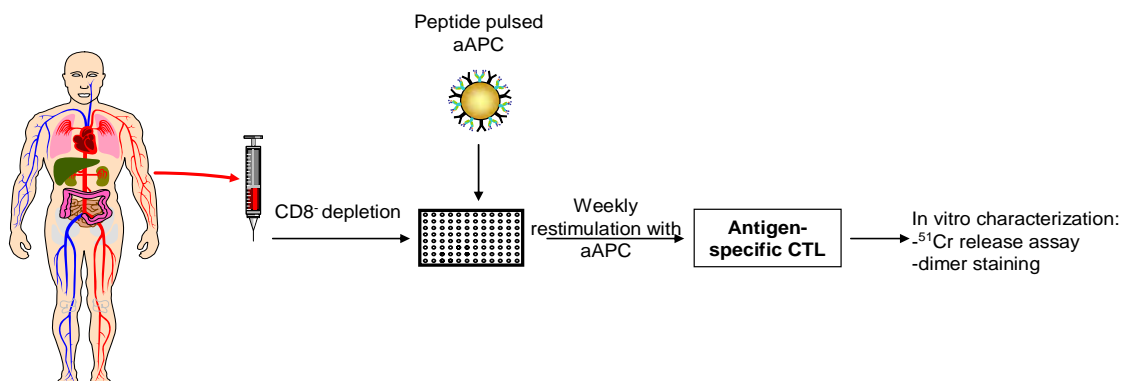 Peptide pulsed
aAPC
CD8⁻ depletion
Weekly
restimulation with
aAPC
Antigen-
specific CTL
In vitro characterization:
-⁵¹Cr release assay
-dimer staining